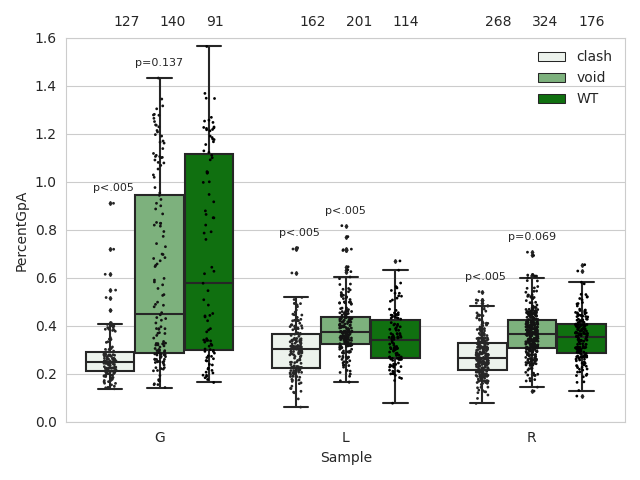 127 140 91 162 201 114 268 324 176
1.6
1.4
1.2
1.0
0.8
0.6
0.4
0.2
0.0
PercentGpA
p<.005
p=0.137
p<.005
p<.005
p<.005
p=0.069
clash
void
WT
G L R
Sample